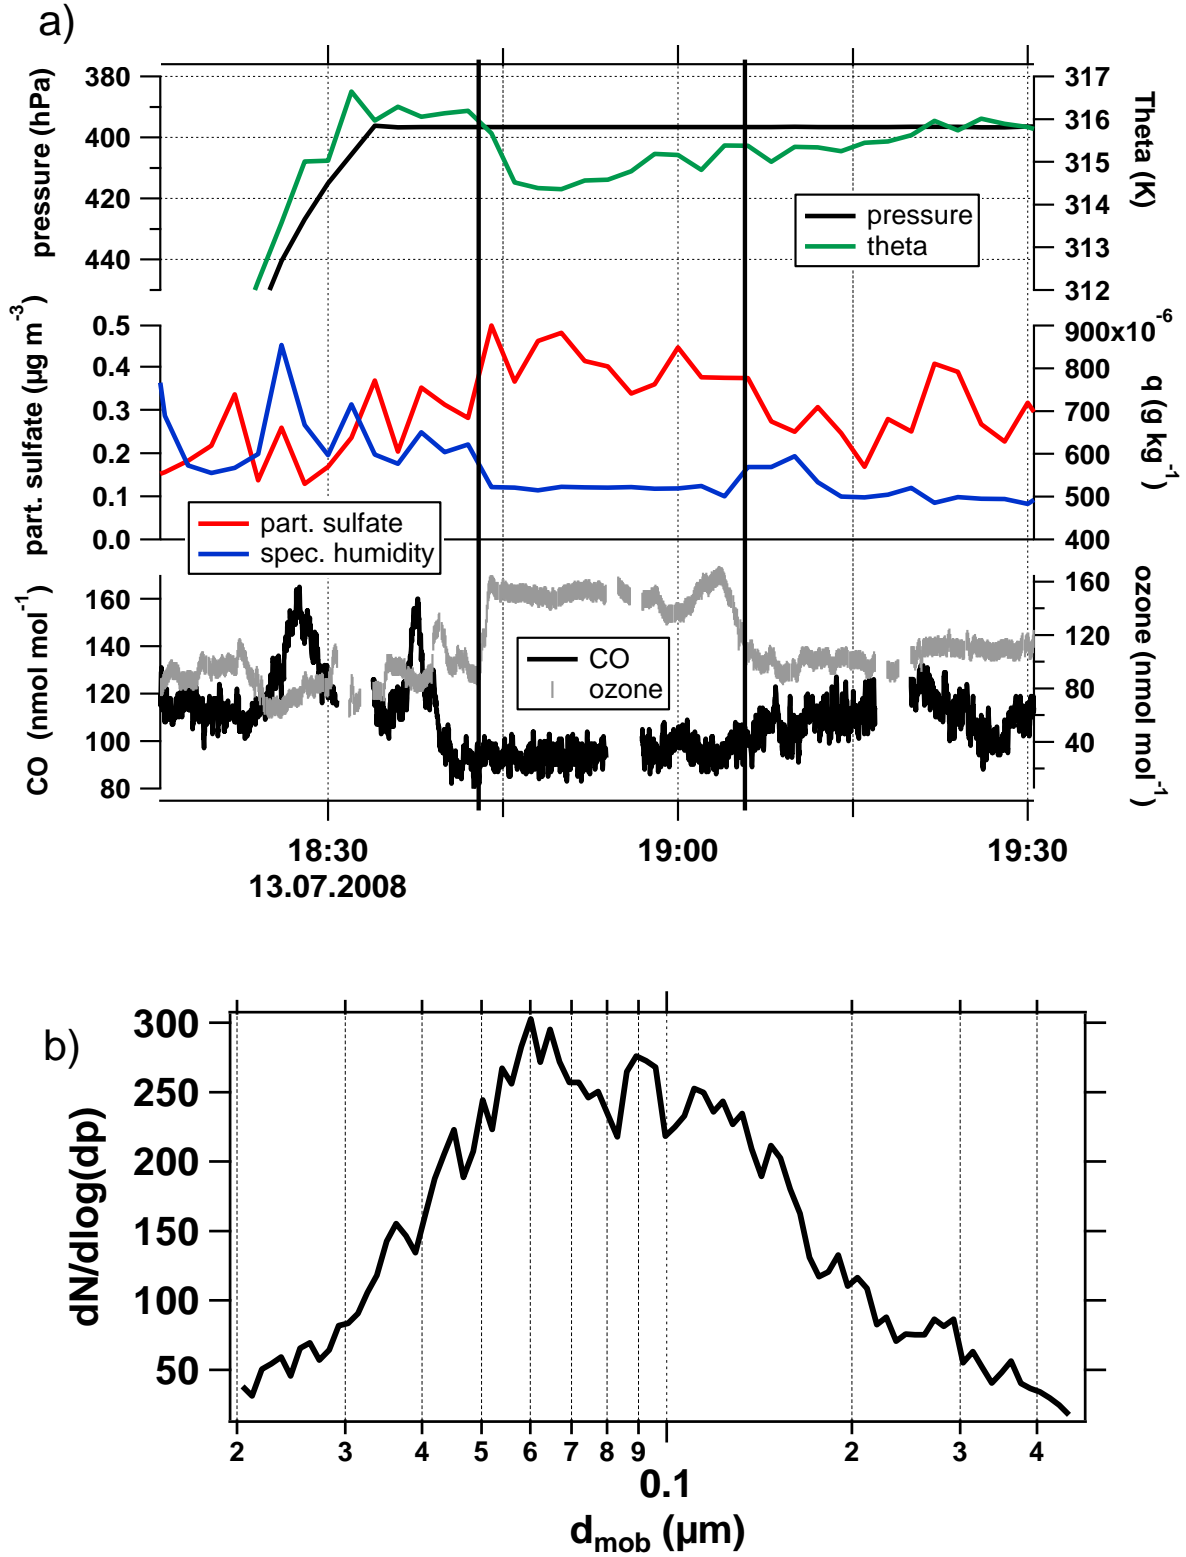 a)
pressure (hPa)
380
400
420
440
317
316
315
314
313
312
Theta (K)
pressure
theta
part. sulfate (µg m-3)
0.5
0.4
0.3
0.2
0.1
0.0
900x10-6
800
700
600
500
400
q (g kg-1)
part. sulfate
spec. humidity
CO (nmol mol-1)
160
140
120
100
80
160
120
80
40
ozone (nmol mol-1)
CO
ozone
18:30
19:00
19:30
13.07.2008
b)
dN/dlog(dp)
300
250
200
150
100
50
2 3 4 5 6 7 8 9 2 3 4
0.1
dmob (µm)